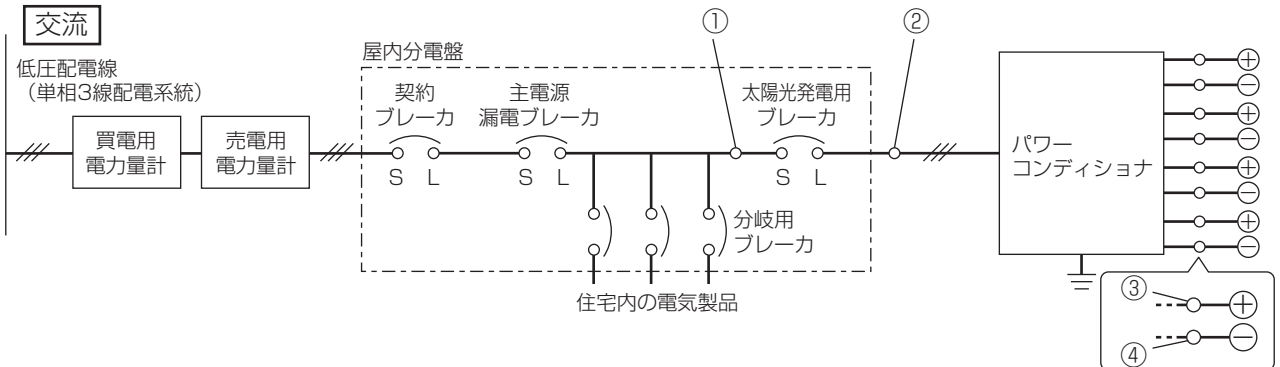 交流
低圧配電線
（単相3線配電系統）
買電用
電力量計
売電用
電力量計
屋内分電盤
契約
ブレーカ
S L
主電源
漏電ブレーカ
S L
①
太陽光発電用
ブレーカ
S L
②
分岐用
ブレーカ
住宅内の電気製品
パワー
コンディショナ
＋
－
＋
－
＋
－
＋
－
③ ＋
④ －